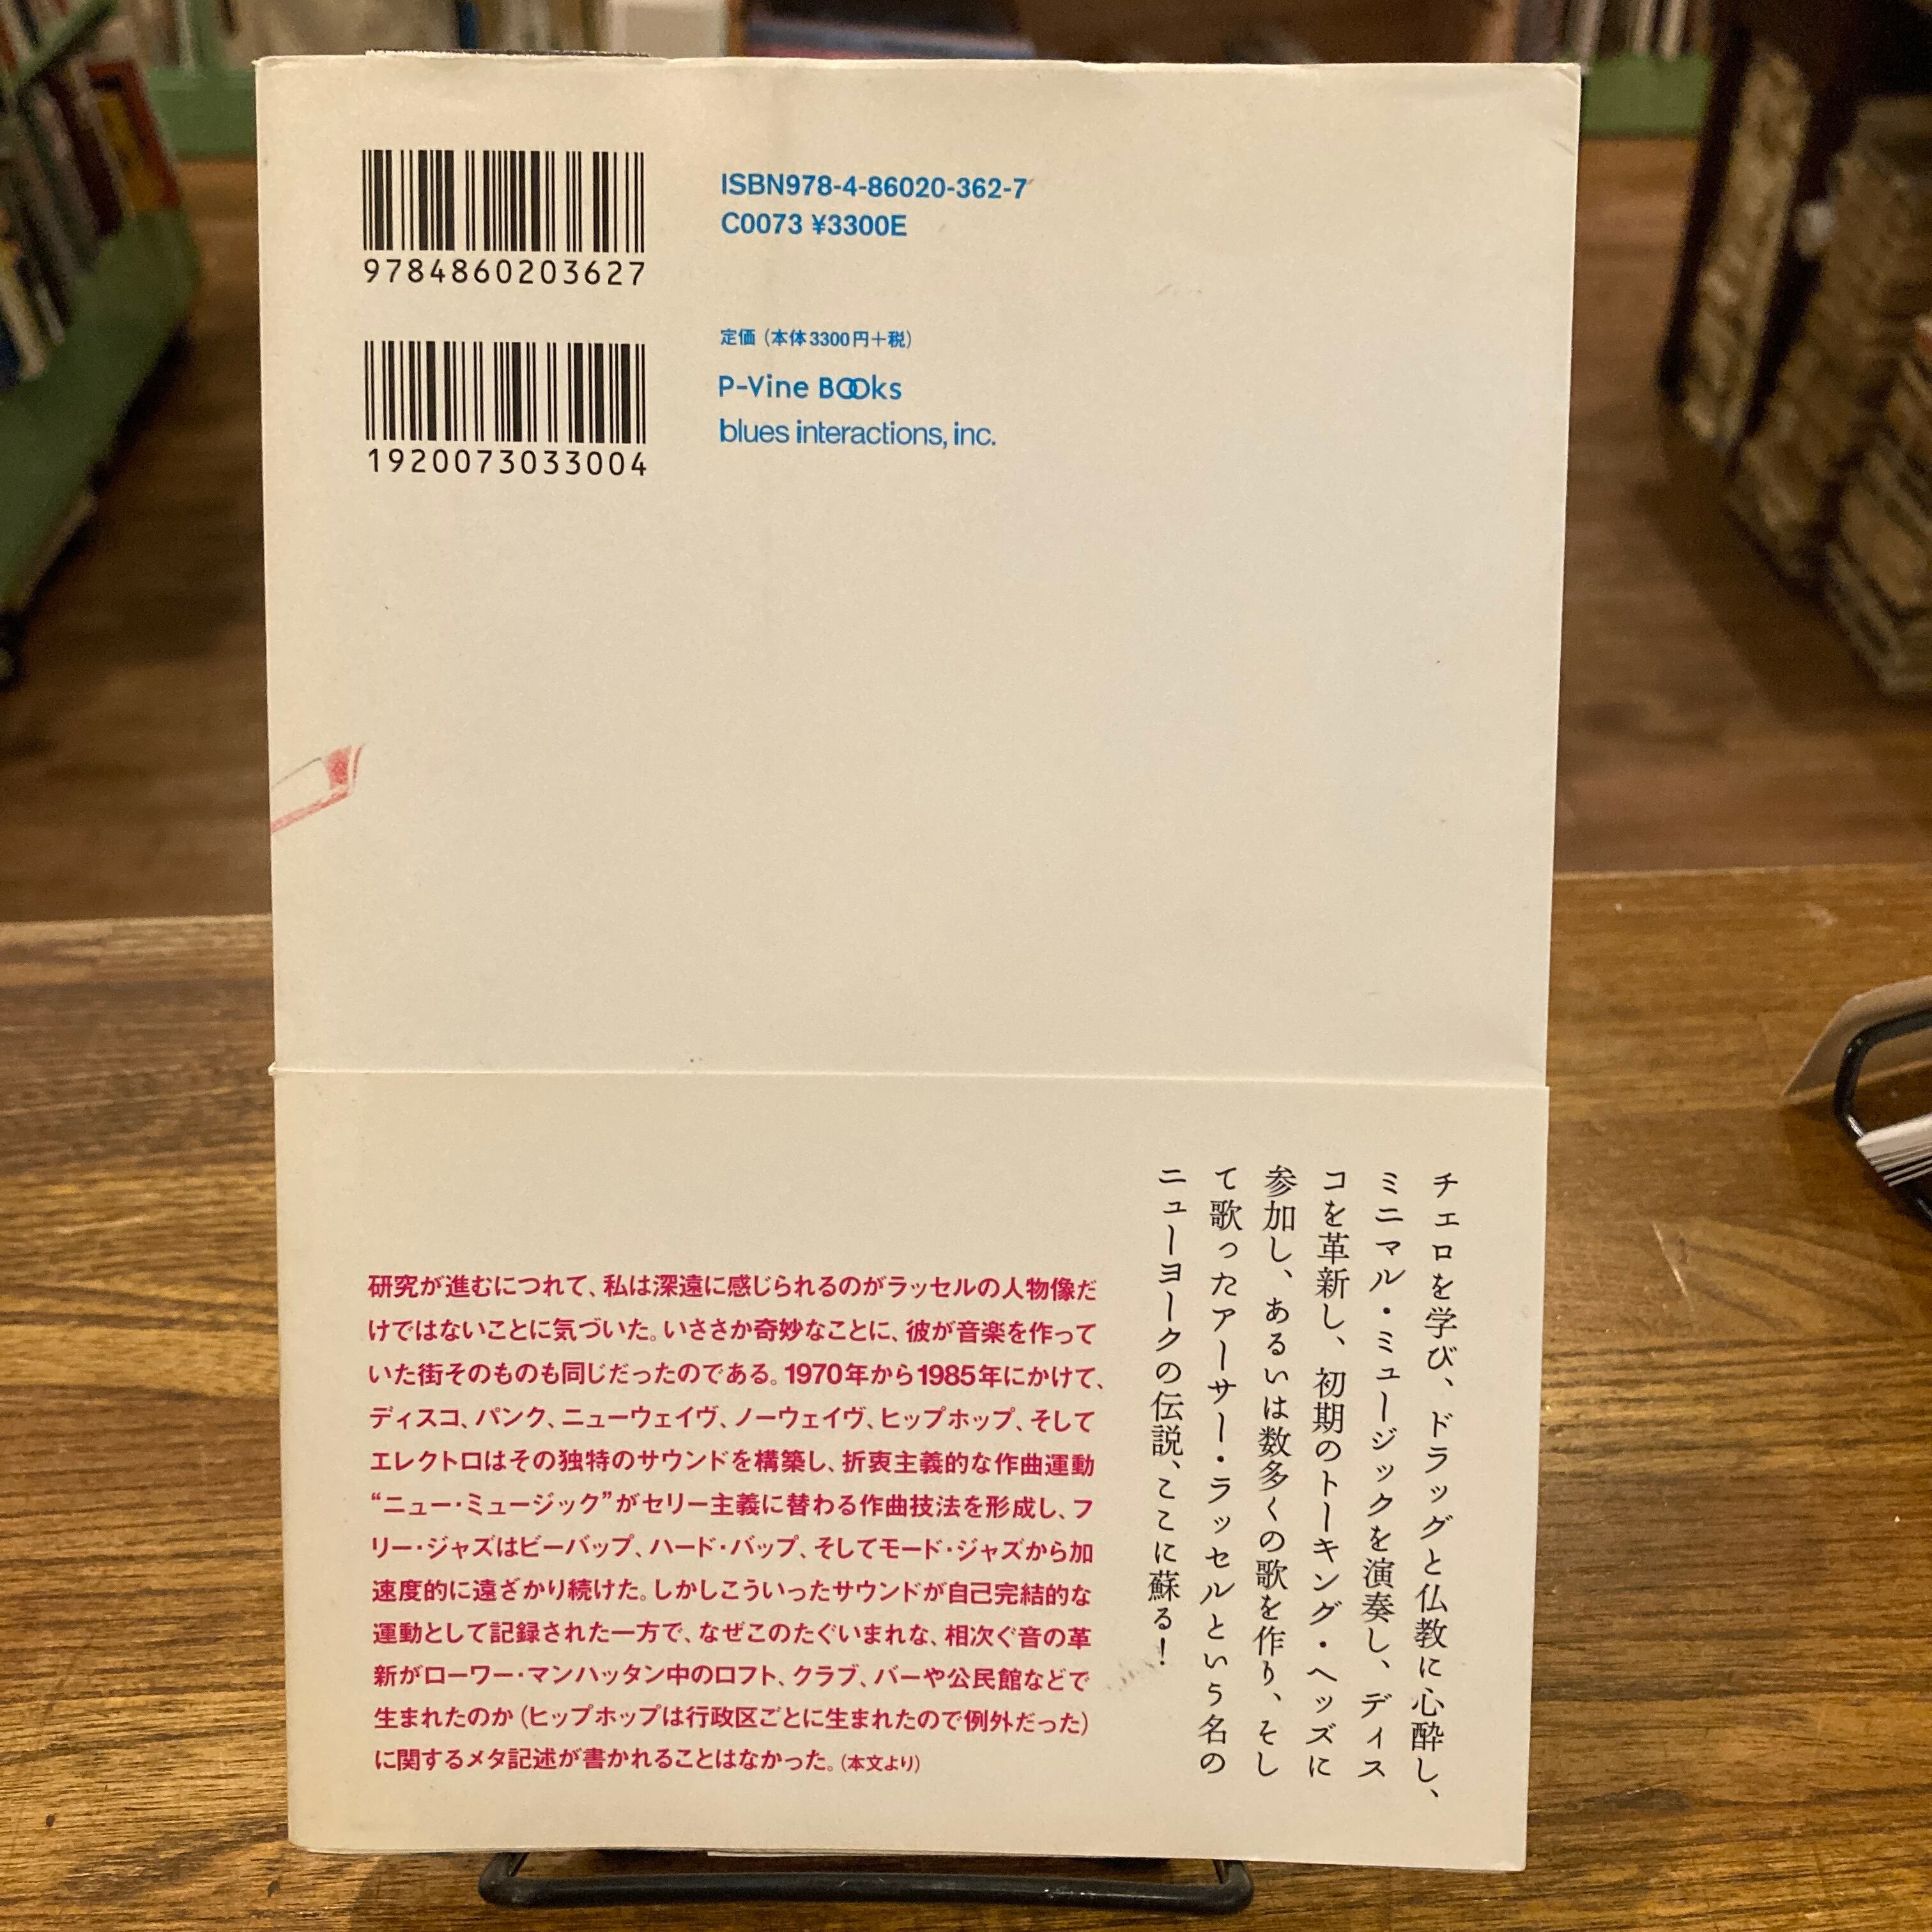 9784860203627
ISBN978-4-86020-362-7
C0073 ¥3300E
1920073033004
定価（本体3300円＋税）
P-Vine BOOks
blues interactions, inc.
チェロを学び、ドラッグと仏教に心酔し、
ミニマル・ミュージックを演奏し、ディス
コを革新し、初期のトーキング・ヘッズに
参加し、あるいは数多くの歌を作り、そし
て歌ったアーサー・ラッセルという名の
ニューヨークの伝説、ここに蘇る！
研究が進むにつれて、私は深遠に感じられるのがラッセルの人物像だ
けではないことに気づいた。いささか奇妙なことに、彼が音楽を作って
いた街そのものも同じだったのである。1970年から1985年にかけて、
ディスコ、パンク、ニューウェイヴ、ノーウェイヴ、ヒップホップ、そして
エレクトロはその独特のサウンドを構築し、折衷主義的な作曲運動
“ニュー・ミュージック”がセリー主義に替わる作曲技法を形成し、フ
リー・ジャズはビーバップ、ハード・バップ、そしてモード・ジャズから加
速度的に遠ざかり続けた。しかしこういったサウンドが自己完結的な
運動として記録された一方で、なぜこのたぐいまれな、相次ぐ音の革
新がローワー・マンハッタン中のロフト、クラブ、バーや公民館などで
生まれたのか（ヒップホップは行政区ごとに生まれたので例外だった）
に関するメタ記述が書かれることはなかった。（本文より）